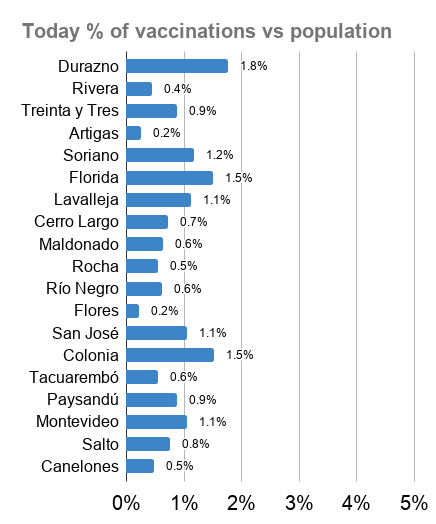 Today % of vaccinations vs population
Durazno 1.8%
Rivera 0.4%
Treinta y Tres 0.9%
Artigas 0.2%
Soriano 1.2%
Florida 1.5%
Lavalleja 1.1%
Cerro Largo 0.7%
Maldonado 0.6%
Rocha 0.5%
Río Negro 0.6%
Flores 0.2%
San José 1.1%
Colonia 1.5%
Tacuarembó 0.6%
Paysandú 0.9%
Montevideo 1.1%
Salto 0.8%
Canelones 0.5%
0% 1% 2% 3% 4% 5%